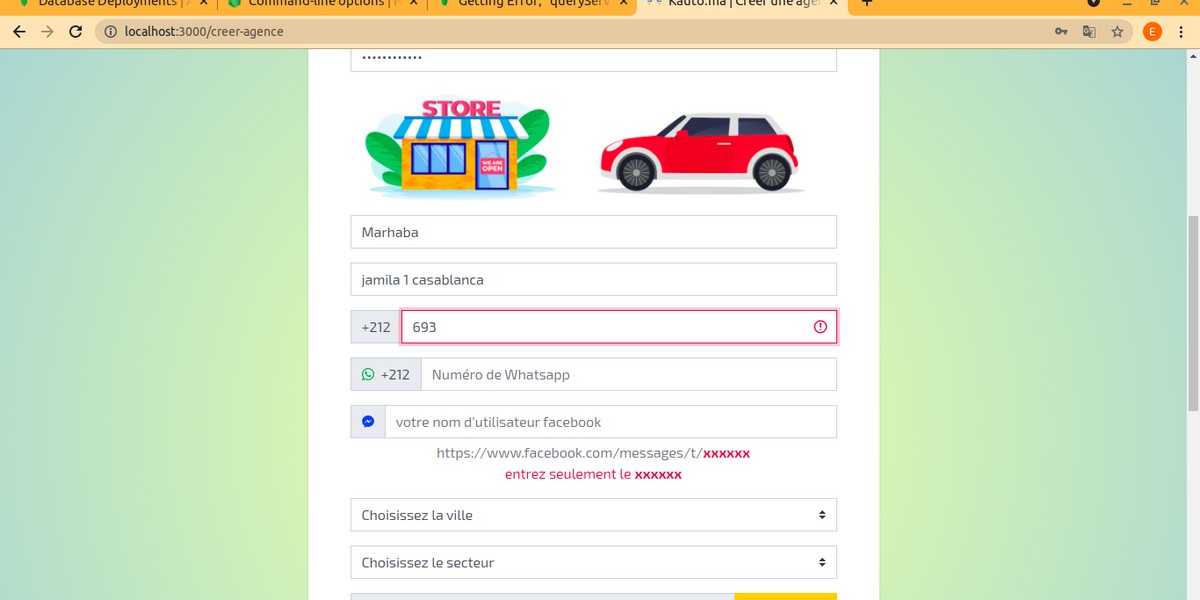 Database Deployments |
Command-line options |
Getting Error, "querySrv
Kauto.ma | Créer une age
localhost:3000/creer-agence
E
••••••••••••
STORE
WE ARE
OPEN
Marhaba
jamila 1 casablanca
+212 693
+212 Numéro de Whatsapp
votre nom d'utilisateur facebook
https://www.facebook.com/messages/t/xxxxxx
entrez seulement le xxxxxx
Choisissez la ville
Choisissez le secteur